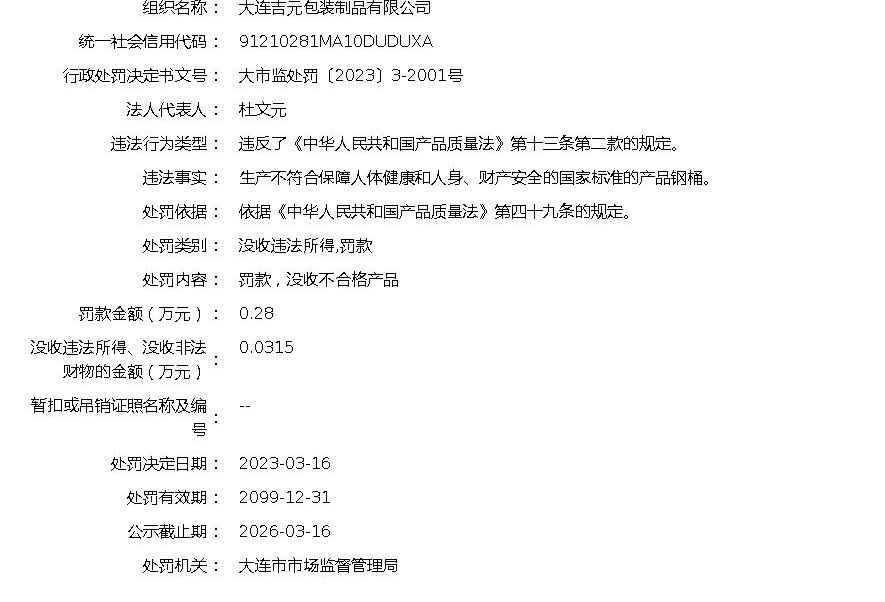 组织名称： 大连吉元包装制品有限公司
统一社会信用代码： 91210281MA10DUDUXA
行政处罚决定书文号： 大市监处罚〔2023〕3-2001号
法人代表人： 杜文元
违法行为类型： 违反了《中华人民共和国产品质量法》第十三条第二款的规定。
违法事实： 生产不符合保障人体健康和人身、财产安全的国家标准的产品钢桶。
处罚依据： 依据《中华人民共和国产品质量法》第四十九条的规定。
处罚类别： 没收违法所得,罚款
处罚内容： 罚款，没收不合格产品
罚款金额（万元）： 0.28
没收违法所得、没收非法
财物的金额（万元）： 0.0315
暂扣或吊销证照名称及编
号： --
处罚决定日期： 2023-03-16
处罚有效期： 2099-12-31
公示截止期： 2026-03-16
处罚机关： 大连市市场监督管理局